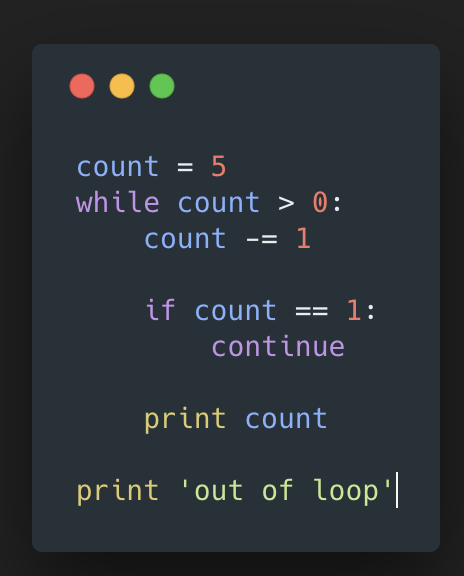 count = 5
while count > 0:
    count -= 1
    if count == 1:
        continue
    print count
print 'out of loop'